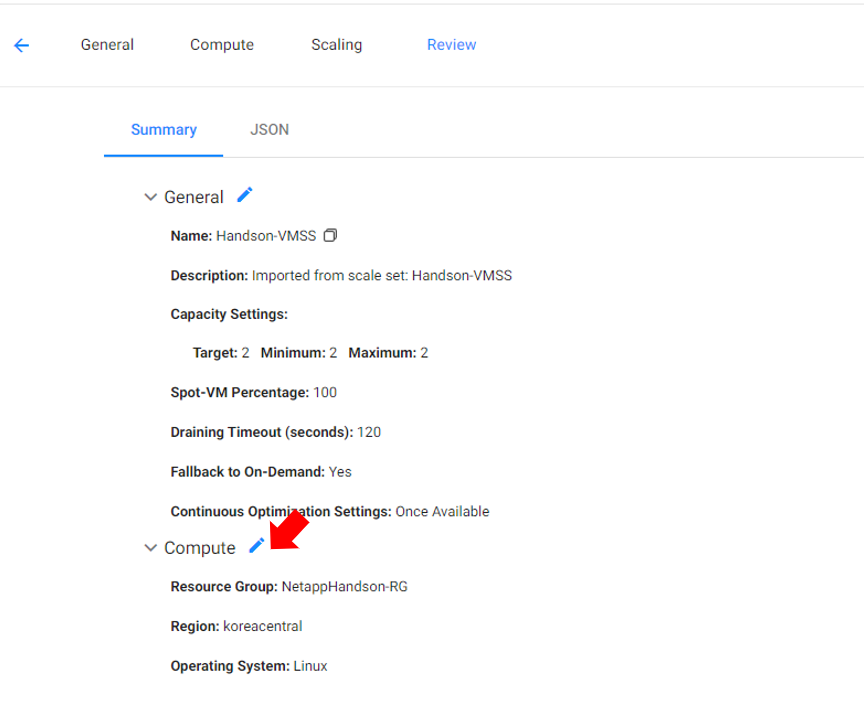 General Compute Scaling Review
Summary JSON
General
Name: Handson-VMSS
Description: Imported from scale set: Handson-VMSS
Capacity Settings:
Target: 2 Minimum: 2 Maximum: 2
Spot-VM Percentage: 100
Draining Timeout (seconds): 120
Fallback to On-Demand: Yes
Continuous Optimization Settings: Once Available
Compute
Resource Group: NetappHandson-RG
Region: koreacentral
Operating System: Linux